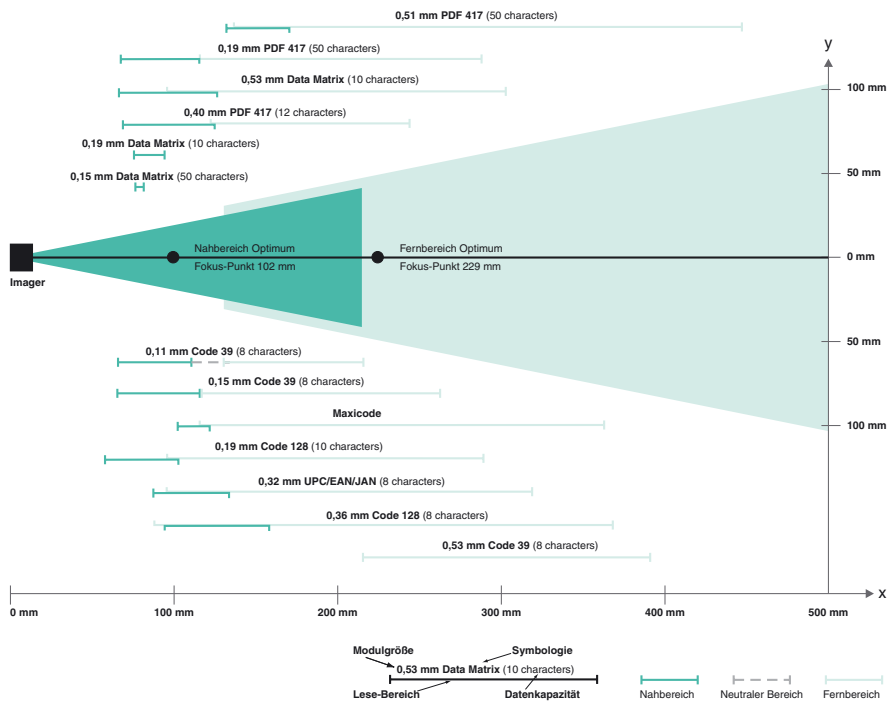 0,51 mm PDF 417 (50 characters)
y
0,19 mm PDF 417 (50 characters)
0,53 mm Data Matrix (10 characters)
100 mm
0,40 mm PDF 417 (12 characters)
0,19 mm Data Matrix (10 characters)
0,15 mm Data Matrix (50 characters)
50 mm
Nahbereich Optimum
Fokus-Punkt 102 mm
Fernbereich Optimum
Fokus-Punkt 229 mm
0 mm
Imager
50 mm
0,11 mm Code 39 (8 characters)
0,15 mm Code 39 (8 characters)
Maxicode
100 mm
0,19 mm Code 128 (10 characters)
0,32 mm UPC/EAN/JAN (8 characters)
0,36 mm Code 128 (8 characters)
0,53 mm Code 39 (8 characters)
x
0 mm
100 mm
200 mm
300 mm
400 mm
500 mm
Modulgröße
Symbologie
0,53 mm Data Matrix (10 characters)
Lese-Bereich
Datenkapazität
Nahbereich
Neutraler Bereich
Fernbereich